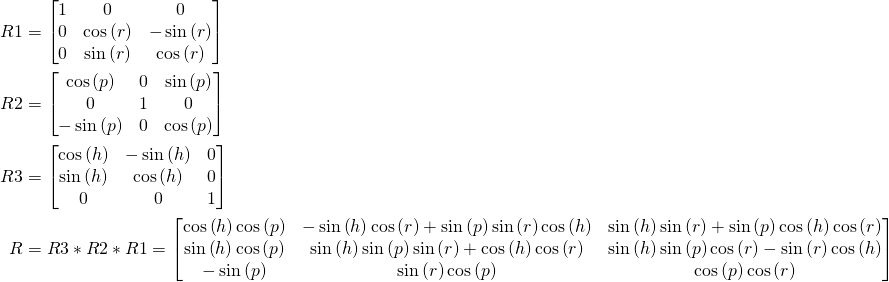 R1 = [1 0 0
0 cos (r) − sin (r)
0 sin (r) cos (r)]
R2 = [cos (p) 0 sin (p)
0 1 0
− sin (p) 0 cos (p)]
R3 = [cos (h) − sin (h) 0
sin (h) cos (h) 0
0 0 1]
R = R3 ∗ R2 ∗ R1 = [cos (h) cos (p) − sin (h) cos (r) + sin (p) sin (r) cos (h) sin (h) sin (r) + sin (p) cos (h) cos (r)
sin (h) cos (p) sin (h) sin (p) sin (r) + cos (h) cos (r) sin (h) sin (p) cos (r) − sin (r) cos (h)
− sin (p) sin (r) cos (p) cos (p) cos (r)]